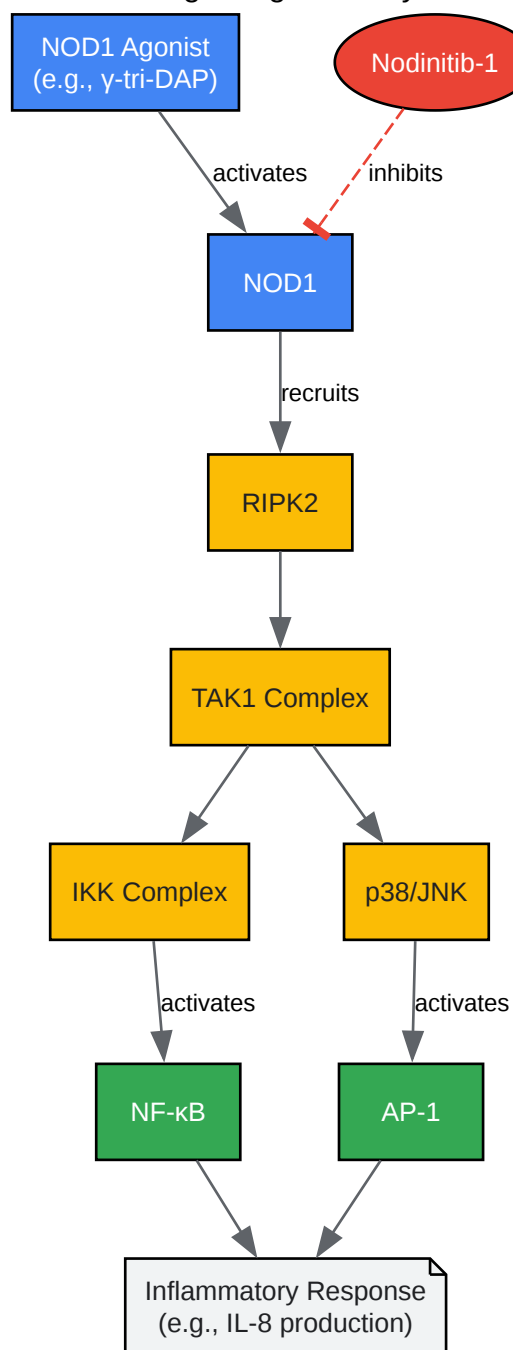 NOD1 Agonist
(e.g., γ-tri-DAP)
Nodinitib-1
activates
inhibits
NOD1
recruits
RIPK2
TAK1 Complex
IKK Complex
p38/JNK
activates
activates
NF-κB
AP-1
Inflammatory Response
(e.g., IL-8 production)